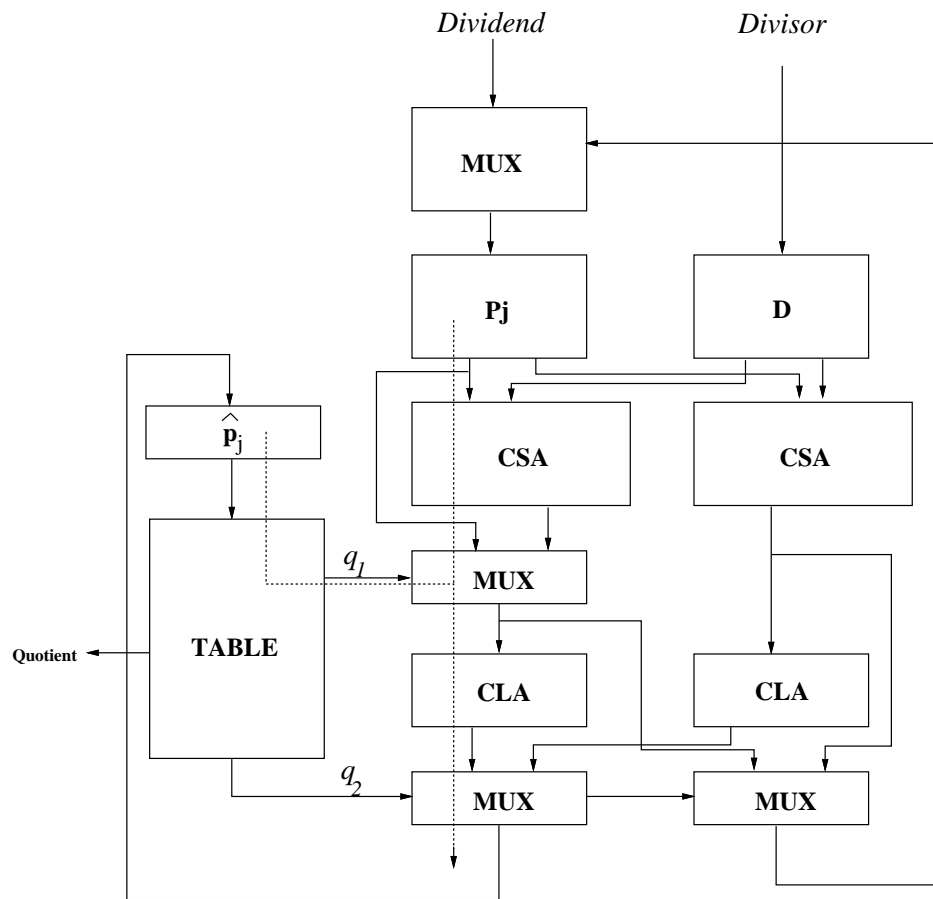 Dividend
Divisor
MUX
Pj
D
p̂j
CSA
CSA
q1
MUX
TABLE
Quotient
CLA
CLA
q2
MUX
MUX